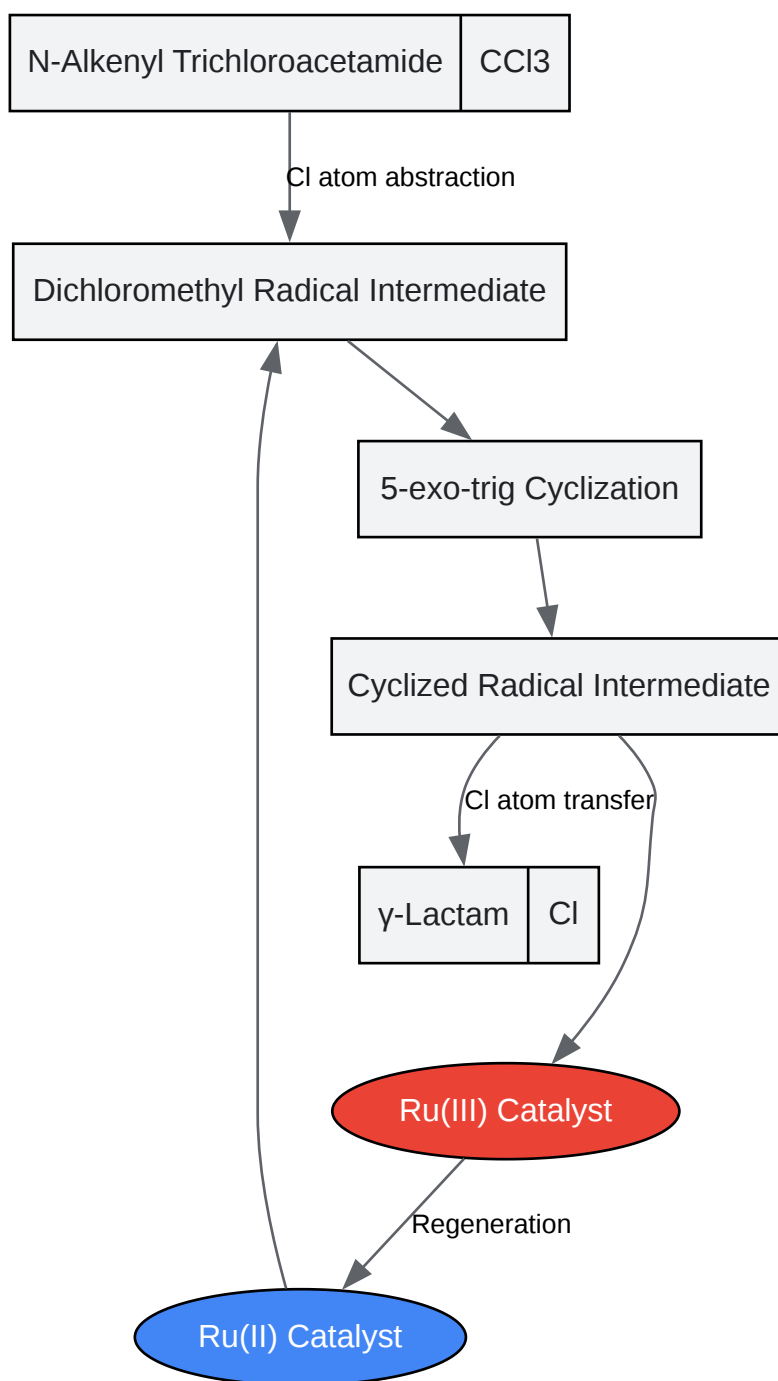 N-Alkenyl Trichloroacetamide
CCl3
Cl atom abstraction
Dichloromethyl Radical Intermediate
5-exo-trig Cyclization
Cyclized Radical Intermediate
Cl atom transfer
γ-Lactam
Cl
Ru(III) Catalyst
Regeneration
Ru(II) Catalyst